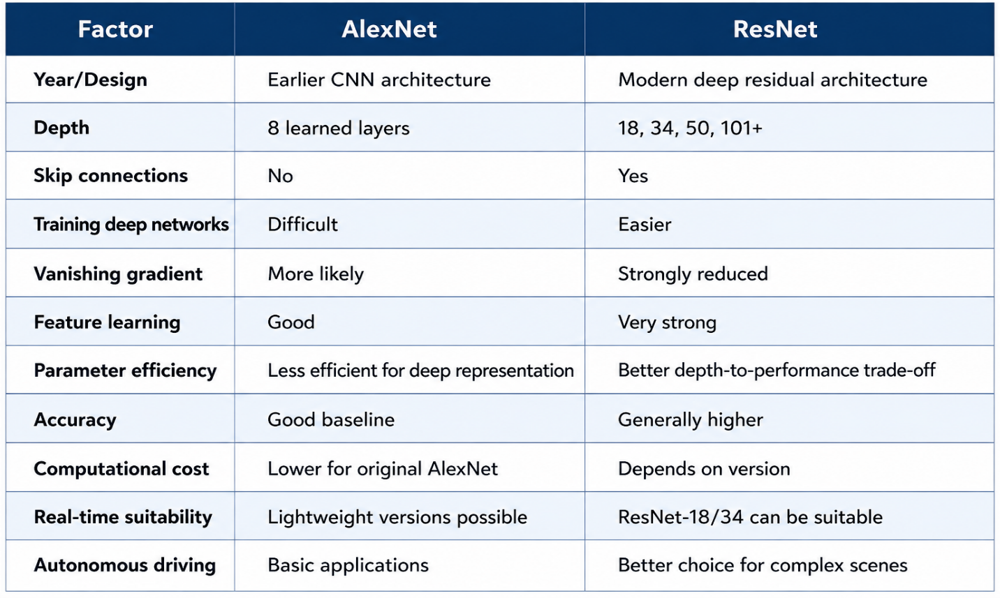 Factor AlexNet ResNet
Year/Design Earlier CNN architecture Modern deep residual architecture
Depth 8 learned layers 18, 34, 50, 101+
Skip connections No Yes
Training deep networks Difficult Easier
Vanishing gradient More likely Strongly reduced
Feature learning Good Very strong
Parameter efficiency Less efficient for deep representation Better depth-to-performance trade-off
Accuracy Good baseline Generally higher
Computational cost Lower for original AlexNet Depends on version
Real-time suitability Lightweight versions possible ResNet-18/34 can be suitable
Autonomous driving Basic applications Better choice for complex scenes